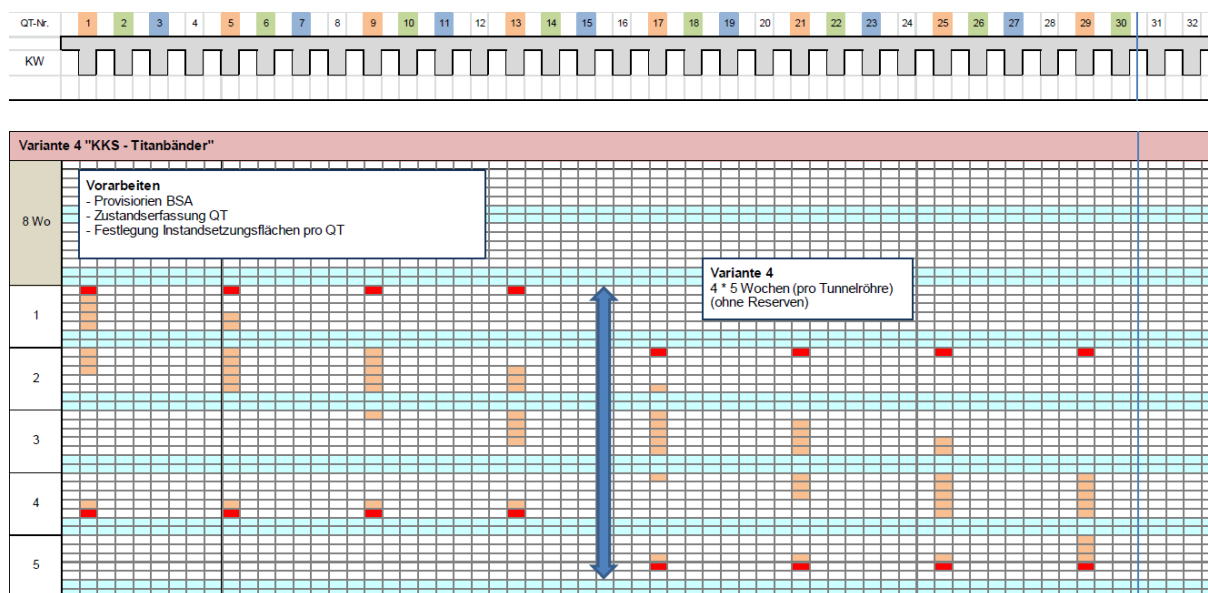 QT-Nr. 1 2 3 4 5 6 7 8 9 10 11 12 13 14 15 16 17 18 19 20 21 22 23 24 25 26 27 28 29 30 31 32
KW
Variante 4 "KKS - Titanbänder"
8 Wo
Vorarbeiten
- Provisorien BSA
- Zustandserfassung QT
- Festlegung Instandsetzungsflächen pro QT
Variante 4
4 * 5 Wochen (pro Tunnelröhre)
(ohne Reserven)
1
2
3
4
5